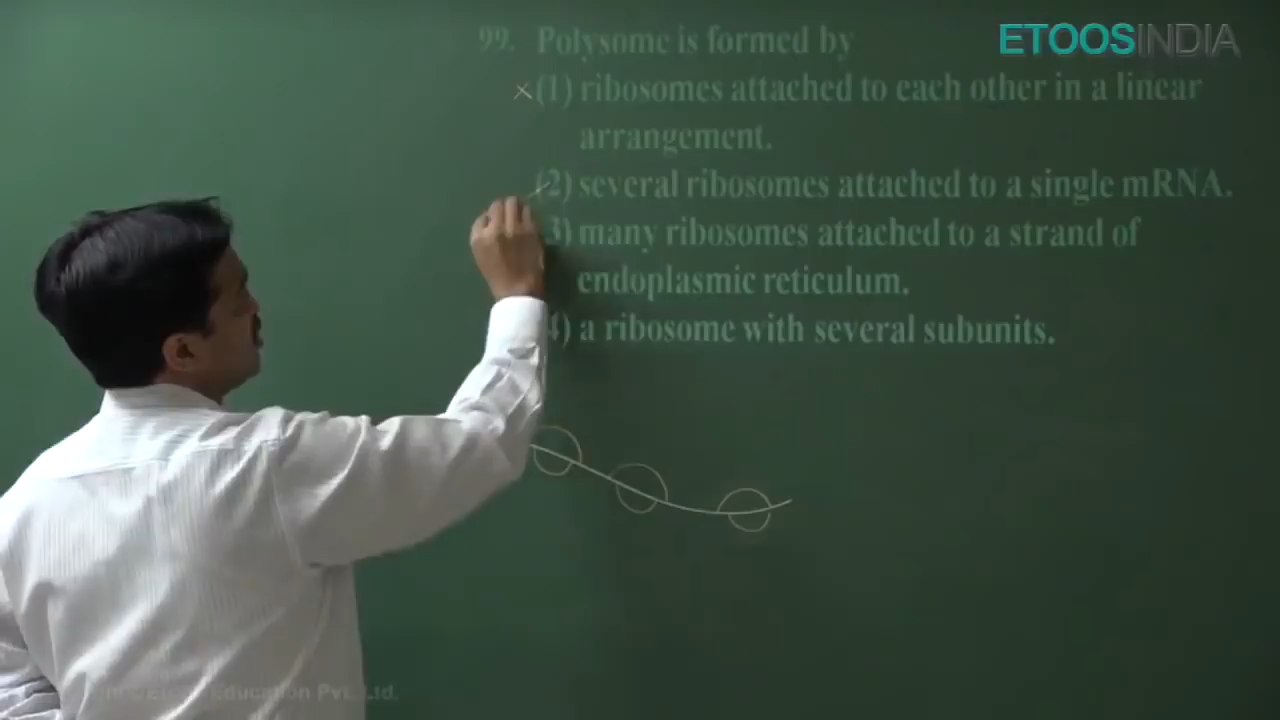 ETOOSINDIA
99. Polysome is formed by
(1) ribosomes attached to each other in a linear
arrangement.
(2) several ribosomes attached to a single mRNA.
3) many ribosomes attached to a strand of
endoplasmic reticulum.
4) a ribosome with several subunits.
Education Pvt. Ltd.